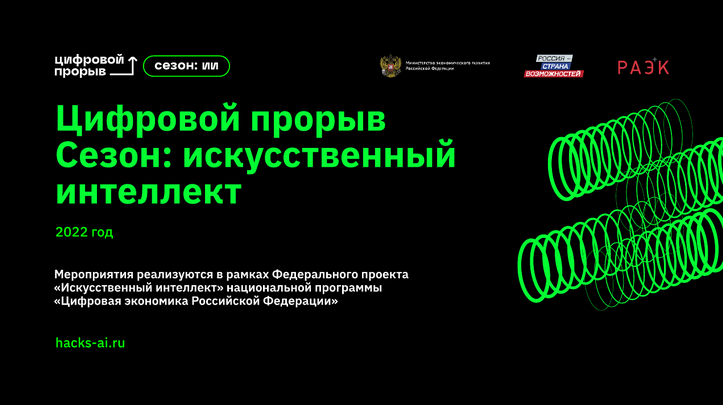 цифровой
прорыв
сезон: ии
Министерство экономического развития
Российской Федерации
РОССИЯ –
СТРАНА
ВОЗМОЖНОСТЕЙ
РАЭК
Цифровой прорыв
Сезон: искусственный
интеллект
2022 год
Мероприятия реализуются в рамках Федерального проекта
«Искусственный интеллект» национальной программы
«Цифровая экономика Российской Федерации»
hacks-ai.ru